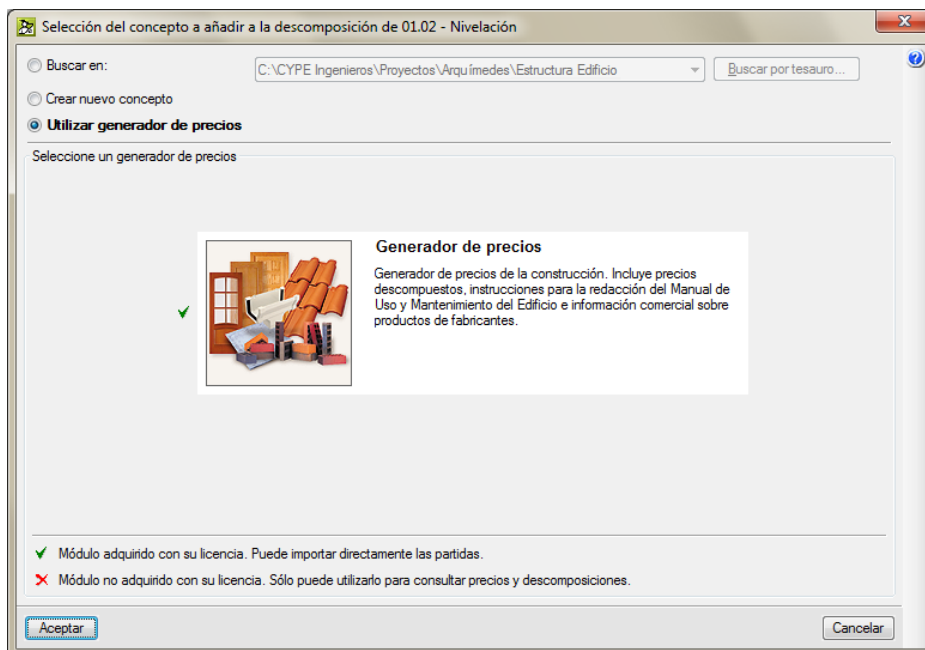 Selección del concepto a añadir a la descomposición de 01.02 - Nivelación
Buscar en:
C:\CYPE Ingenieros\Proyectos\Arquímedes\Estructura Edificio
Buscar por tesauro...
Crear nuevo concepto
Utilizar generador de precios
Seleccione un generador de precios
Generador de precios
Generador de precios de la construcción. Incluye precios
descompuestos, instrucciones para la redacción del Manual de
Uso y Mantenimiento del Edificio e información comercial sobre
productos de fabricantes.
Módulo adquirido con su licencia. Puede importar directamente las partidas.
Módulo no adquirido con su licencia. Sólo puede utilizarlo para consultar precios y descomposiciones.
Aceptar
Cancelar